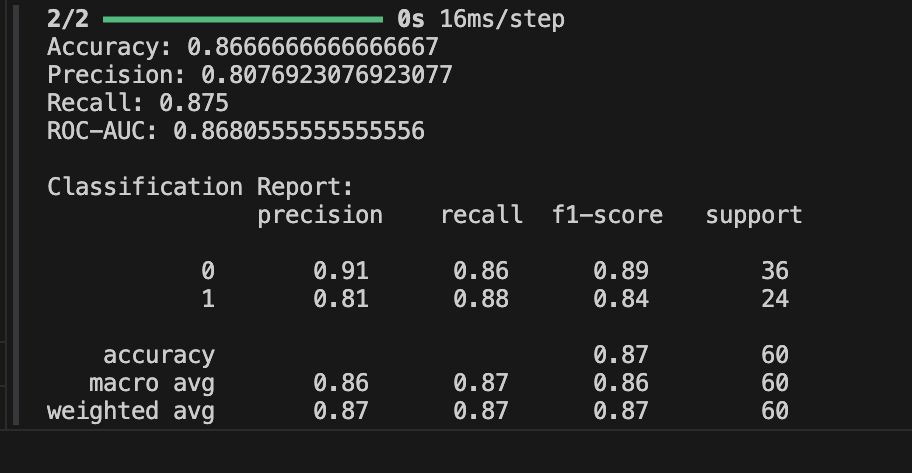 2/2 ━━━━━━━━━━━━━━━━━━━━ 0s 16ms/step
Accuracy: 0.8666666666666667
Precision: 0.8076923076923077
Recall: 0.875
ROC-AUC: 0.8680555555555556
Classification Report:
precision recall f1-score support
0 0.91 0.86 0.89 36
1 0.81 0.88 0.84 24
accuracy 0.87 60
macro avg 0.86 0.87 0.86 60
weighted avg 0.87 0.87 0.87 60